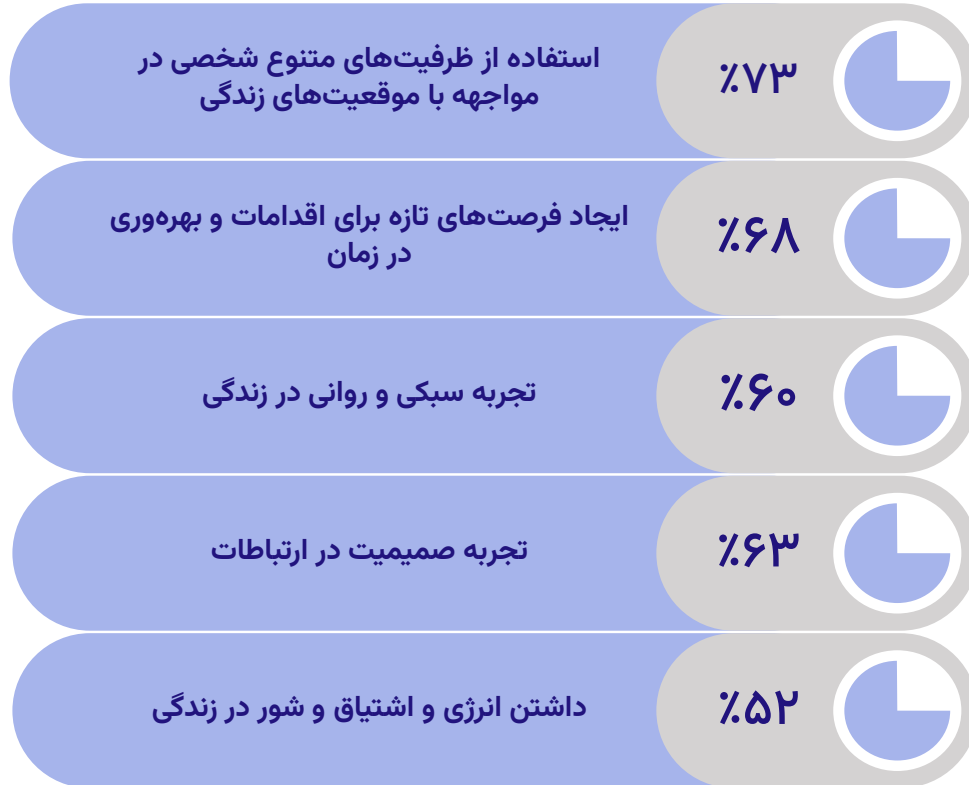 ٪۷۳
استفاده از ظرفیت‌های متنوع شخصی در
مواجهه با موقعیت‌های زندگی
٪۶۸
ایجاد فرصت‌های تازه برای اقدامات و بهره‌وری
در زمان
٪۶۰
تجربه سبکی و روانی در زندگی
٪۶۳
تجربه صمیمیت در ارتباطات
٪۵۲
داشتن انرژی و اشتیاق و شور در زندگی